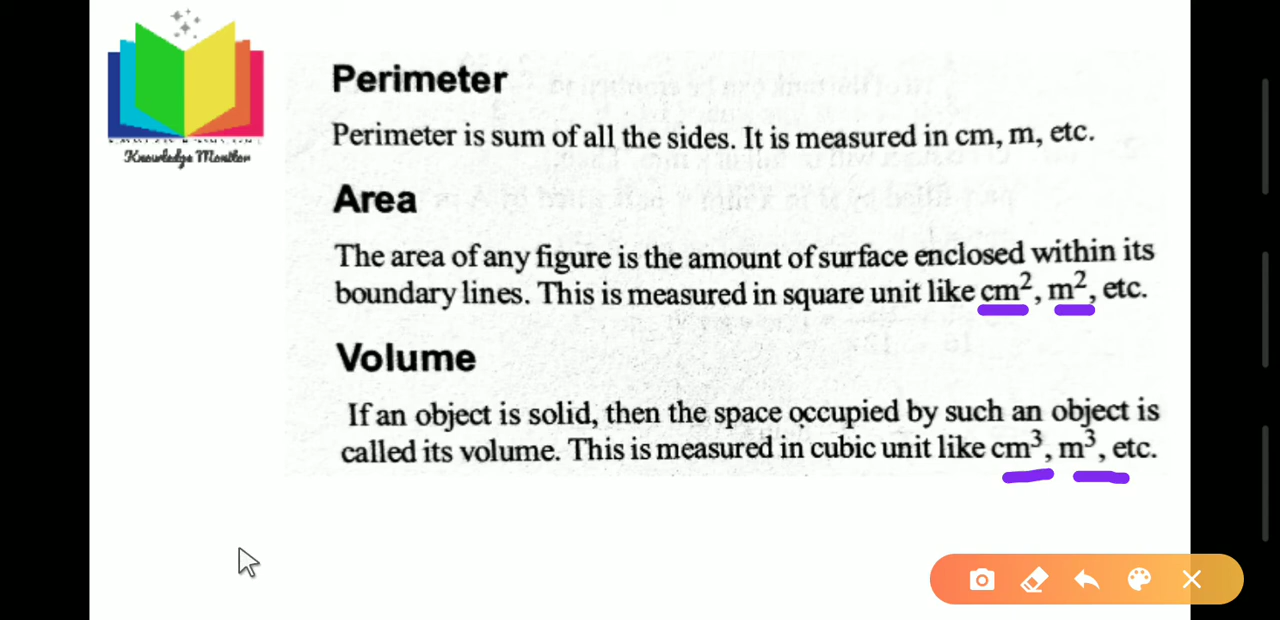 Knowledge Monitor
Perimeter
Perimeter is sum of all the sides. It is measured in cm, m, etc.
Area
The area of any figure is the amount of surface enclosed within its
boundary lines. This is measured in square unit like cm², m², etc.
Volume
If an object is solid, then the space occupied by such an object is
called its volume. This is measured in cubic unit like cm³, m³, etc.